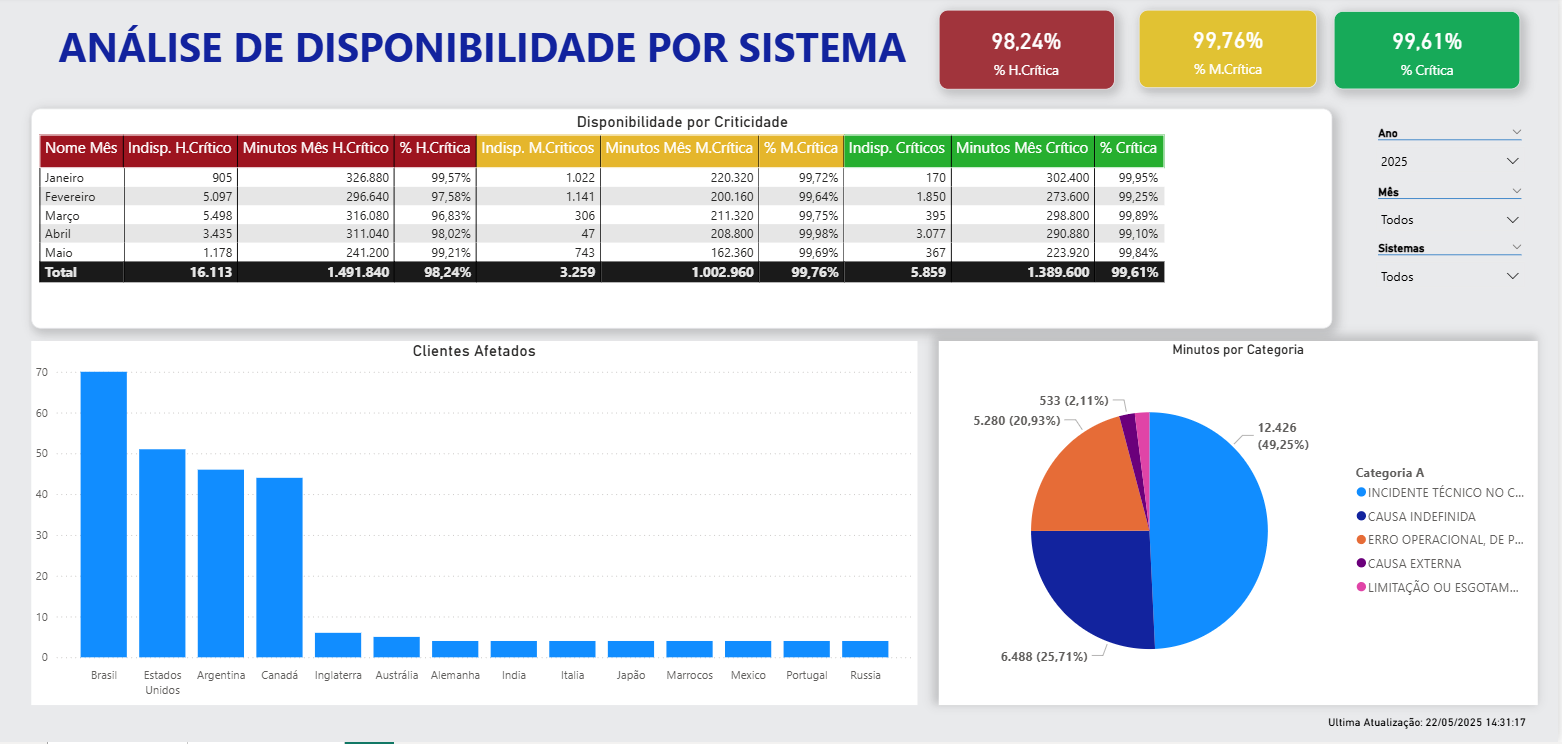 ANÁLISE DE DISPONIBILIDADE POR SISTEMA
98,24%
% H.Crítica
99,76%
% M.Crítica
99,61%
% Crítica
Disponibilidade por Criticidade
Nome Mês Indisp. H.Crítico Minutos Mês H.Crítico % H.Crítica Indisp. M.Criticos Minutos Mês M.Crítica % M.Crítica Indisp. Críticos Minutos Mês Crítico % Crítica
Janeiro 905 326.880 99,57% 1.022 220.320 99,72% 170 302.400 99,95%
Fevereiro 5.097 296.640 97,58% 1.141 200.160 99,64% 1.850 273.600 99,25%
Março 5.498 316.080 96,83% 306 211.320 99,75% 395 298.800 99,89%
Abril 3.435 311.040 98,02% 47 208.800 99,98% 3.077 290.880 99,10%
Maio 1.178 241.200 99,21% 743 162.360 99,69% 367 223.920 99,84%
Total 16.113 1.491.840 98,24% 3.259 1.002.960 99,76% 5.859 1.389.600 99,61%
Ano
2025
Mês
Todos
Sistemas
Todos
Clientes Afetados
70
60
50
40
30
20
10
0
Brasil Estados Argentina Canadá Inglaterra Austrália Alemanha India Italia Japão Marrocos Mexico Portugal Russia
Unidos
Minutos por Categoria
533 (2,11%)
5.280 (20,93%)
12.426
(49,25%)
6.488 (25,71%)
Categoria A
INCIDENTE TÉCNICO NO C...
CAUSA INDEFINIDA
ERRO OPERACIONAL, DE P...
CAUSA EXTERNA
LIMITAÇÃO OU ESGOTAM...
Ultima Atualização: 22/05/2025 14:31:17